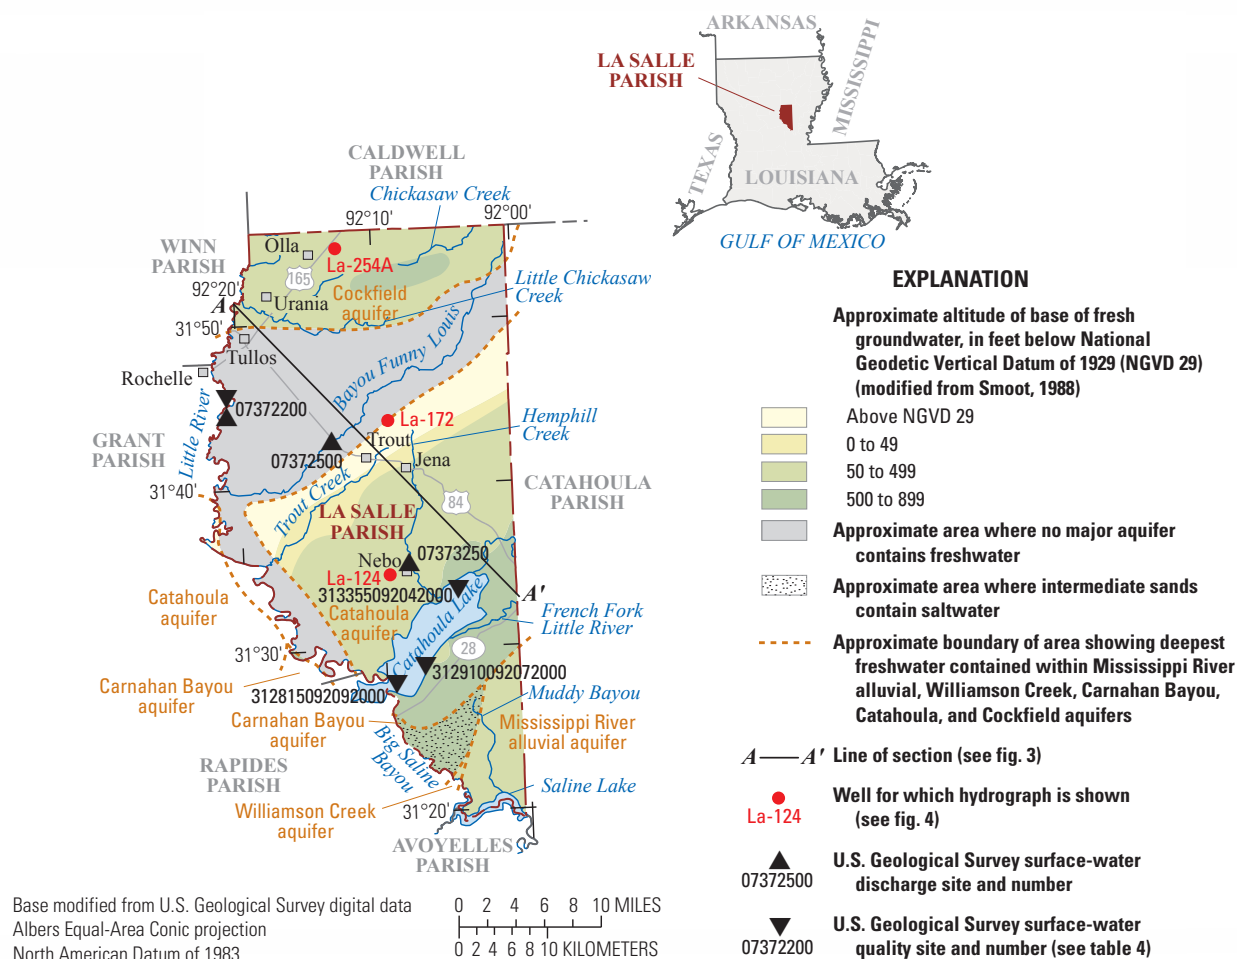 ARKANSAS
LA SALLE
PARISH
MISSISSIPPI
TEXAS
LOUISIANA
GULF OF MEXICO
CALDWELL
PARISH
Chickasaw Creek
92°10'
92°00'
WINN
PARISH
Olla
La-254A
165
92°20'
Cockfield
aquifer
Little Chickasaw
Creek
Urania
A
31°50'
Tullos
Rochelle
Bayou Funny Louis
07372200
La-172
Hemphill
Creek
Little River
GRANT
PARISH
Trout
07372500
Jena
31°40'
Trout Creek
84
CATAHOULA
PARISH
LA SALLE
PARISH
Nebo
07373250
La-124
313355092042000
A'
Catahoula
aquifer
Catahoula
aquifer
Catahoula Lake
French Fork
Little River
31°30'
28
Carnahan Bayou
aquifer
312910092072000
312815092092000
Muddy Bayou
Carnahan Bayou
aquifer
Mississippi River
alluvial aquifer
Big Saline
Bayou
RAPIDES
PARISH
Saline Lake
Williamson Creek
aquifer
31°20'
AVOYELLES
PARISH
EXPLANATION
Approximate altitude of base of fresh
groundwater, in feet below National
Geodetic Vertical Datum of 1929 (NGVD 29)
(modified from Smoot, 1988)
Above NGVD 29
0 to 49
50 to 499
500 to 899
Approximate area where no major aquifer
contains freshwater
Approximate area where intermediate sands
contain saltwater
Approximate boundary of area showing deepest
freshwater contained within Mississippi River
alluvial, Williamson Creek, Carnahan Bayou,
Catahoula, and Cockfield aquifers
A A' Line of section (see fig. 3)
Well for which hydrograph is shown
La-124 (see fig. 4)
U.S. Geological Survey surface-water
07372500 discharge site and number
U.S. Geological Survey surface-water
07372200 quality site and number (see table 4)
Base modified from U.S. Geological Survey digital data
Albers Equal-Area Conic projection
North American Datum of 1983
0 2 4 6 8 10 MILES
0 2 4 6 8 10 KILOMETERS